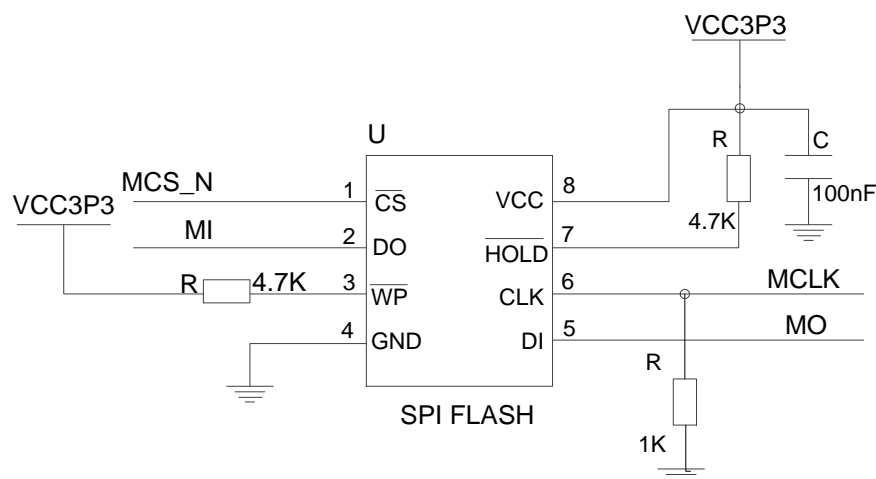 VCC3P3
U
R
C
MCS_N
1
CS
VCC
8
100nF
VCC3P3
MI
2
DO
HOLD
7
4.7K
R
4.7K
3
WP
CLK
6
MCLK
4
GND
DI
5
MO
R
SPI FLASH
1K